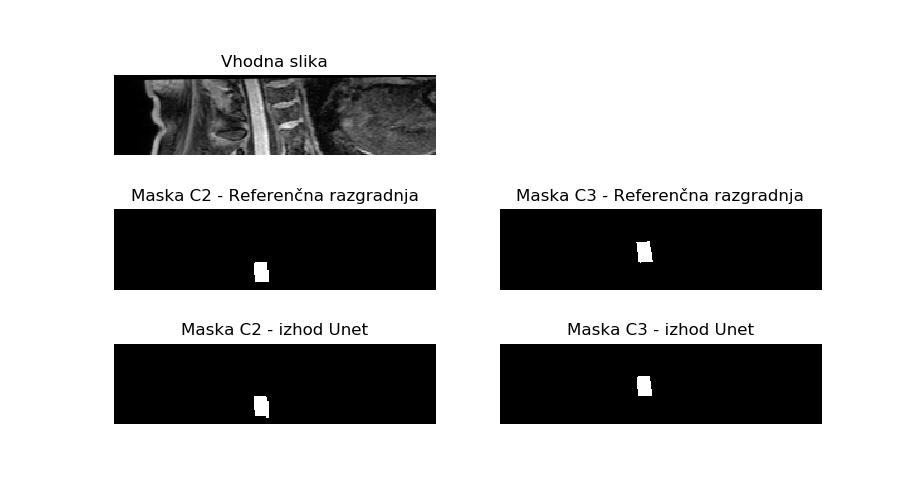 Vhodna slika
Maska C2 - Referenčna razgradnja
Maska C3 - Referenčna razgradnja
Maska C2 - izhod Unet
Maska C3 - izhod Unet